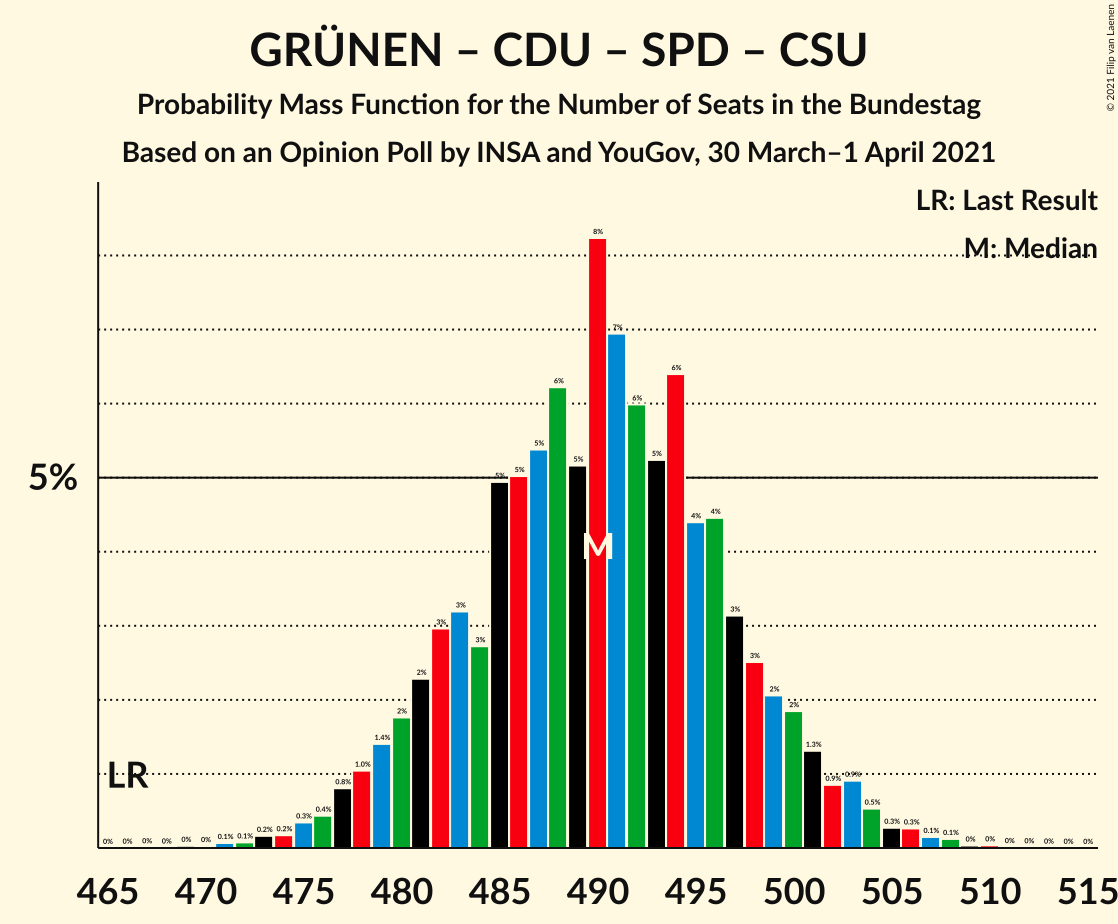 GRÜNEN – CDU – SPD – CSU
Probability Mass Function for the Number of Seats in the Bundestag
Based on an Opinion Poll by INSA and YouGov, 30 March–1 April 2021
© 2021 Filip van Laenen
LR: Last Result
M: Median
5%
LR
M
0% 0% 0% 0% 0% 0% 0.1% 0.1% 0.2% 0.2% 0.3% 0.4% 0.8% 1.0% 1.4% 2% 2% 3% 3% 3% 5% 5% 5% 6% 5% 8% 7% 6% 5% 6% 4% 4% 3% 3% 2% 2% 1.3% 0.9% 0.9% 0.5% 0.3% 0.3% 0.1% 0.1% 0% 0% 0% 0% 0% 0% 0%
465 470 475 480 485 490 495 500 505 510 515